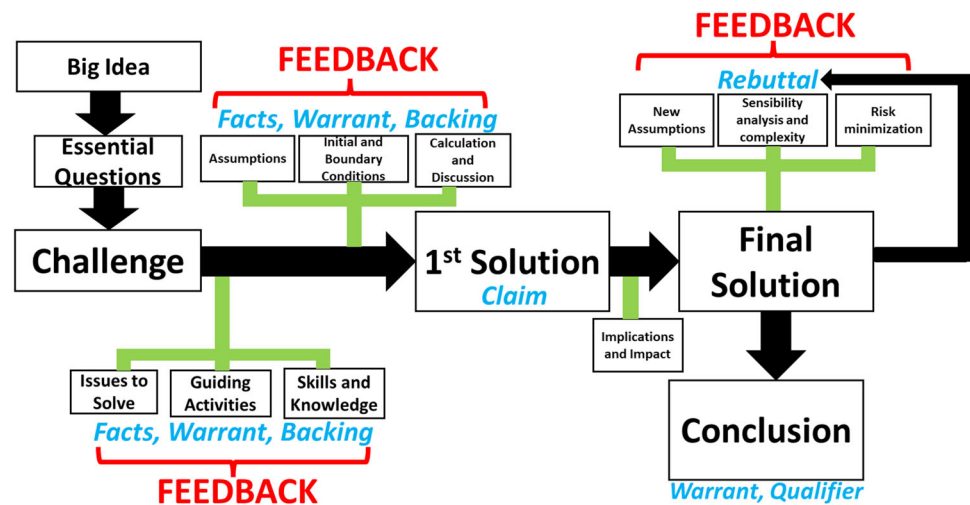 Big Idea
Essential
Questions
Challenge
FEEDBACK
Facts, Warrant, Backing
Assumptions
Initial and
Boundary
Conditions
Calculation
and
Discussion
Issues to
Solve
Guiding
Activities
Skills and
Knowledge
Facts, Warrant, Backing
FEEDBACK
1st Solution
Claim
Implications
and Impact
FEEDBACK
Rebuttal
New
Assumptions
Sensibility
analysis and
complexity
Risk
minimization
Final
Solution
Conclusion
Warrant, Qualifier